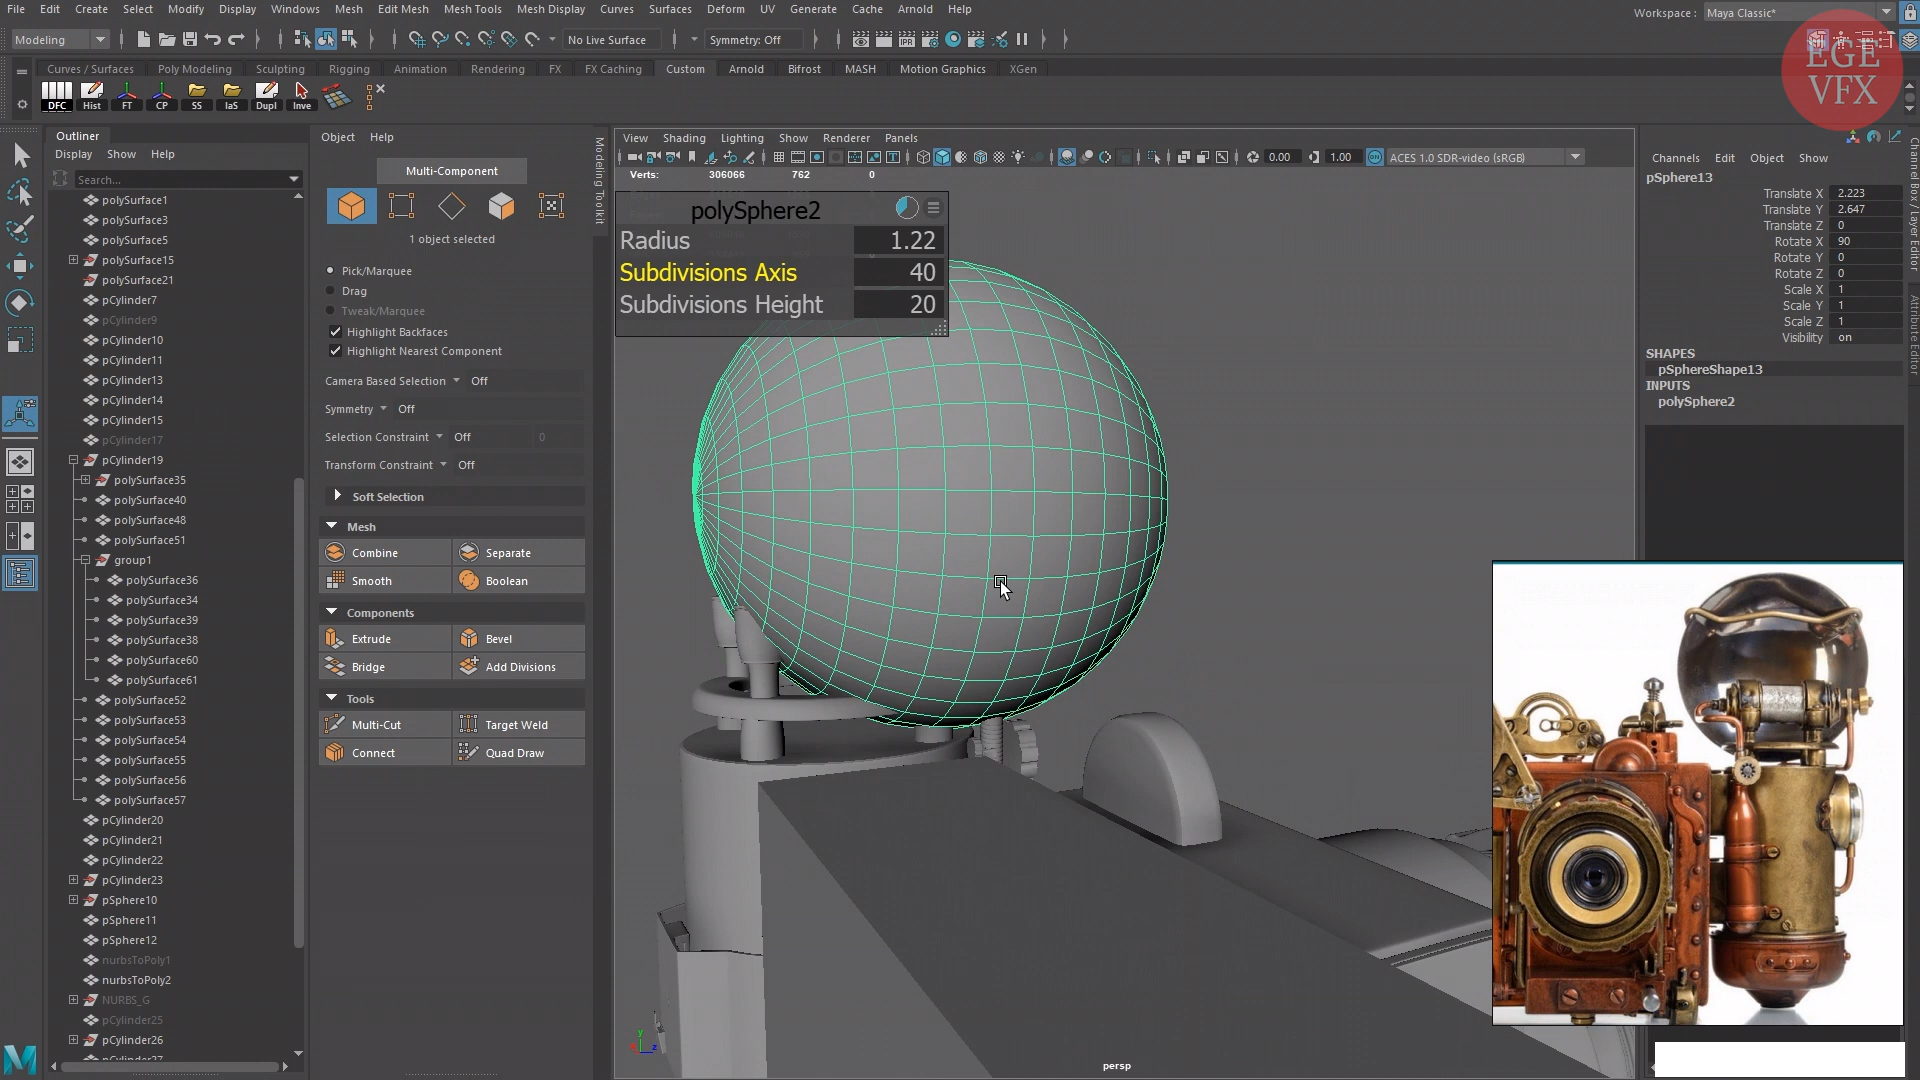 File Edit Create Select Modify Display Windows Mesh Edit Mesh Mesh Tools Mesh Display Curves Surfaces Deform UV Generate Cache Arnold Help
Workspace : Maya Classic*
Modeling No Live Surface Symmetry: Off
EGE
VFX
Curves / Surfaces Poly Modeling Sculpting Rigging Animation Rendering FX FX Caching Custom Arnold Bifrost MASH Motion Graphics XGen
DFC Hist FT CP SS IaS Dupl Inve
Outliner
Display Show Help
Search...
polySurface1
polySurface3
polySurface5
polySurface15
polySurface21
pCylinder7
pCylinder9
pCylinder10
pCylinder11
pCylinder13
pCylinder14
pCylinder15
pCylinder17
pCylinder19
polySurface35
polySurface40
polySurface48
polySurface51
group1
polySurface36
polySurface34
polySurface39
polySurface38
polySurface60
polySurface61
polySurface52
polySurface53
polySurface54
polySurface55
polySurface56
polySurface57
pCylinder20
pCylinder21
pCylinder22
pCylinder23
pSphere10
pSphere11
pSphere12
nurbsToPoly1
nurbsToPoly2
NURBS_G
pCylinder25
pCylinder26
pCylinder27
Object Help
Multi-Component
1 object selected
Pick/Marquee
Drag
Tweak/Marquee
Highlight Backfaces
Highlight Nearest Component
Camera Based Selection Off
Symmetry Off
Selection Constraint Off 0
Transform Constraint Off
Soft Selection
Mesh
Combine Separate
Smooth Boolean
Components
Extrude Bevel
Bridge Add Divisions
Tools
Multi-Cut Target Weld
Connect Quad Draw
Modeling Toolkit
View Shading Lighting Show Renderer Panels
0.00 1.00 ON ACES 1.0 SDR-video (sRGB)
Verts: 306066 762 0
polySphere2
Radius 1.22
Subdivisions Axis 40
Subdivisions Height 20
y
z
persp
Channels Edit Object Show
pSphere13
Translate X 2.223
Translate Y 2.647
Translate Z 0
Rotate X 90
Rotate Y 0
Rotate Z 0
Scale X 1
Scale Y 1
Scale Z 1
Visibility on
SHAPES
pSphereShape13
INPUTS
polySphere2
Channel Box / Layer Editor
Attribute Editor